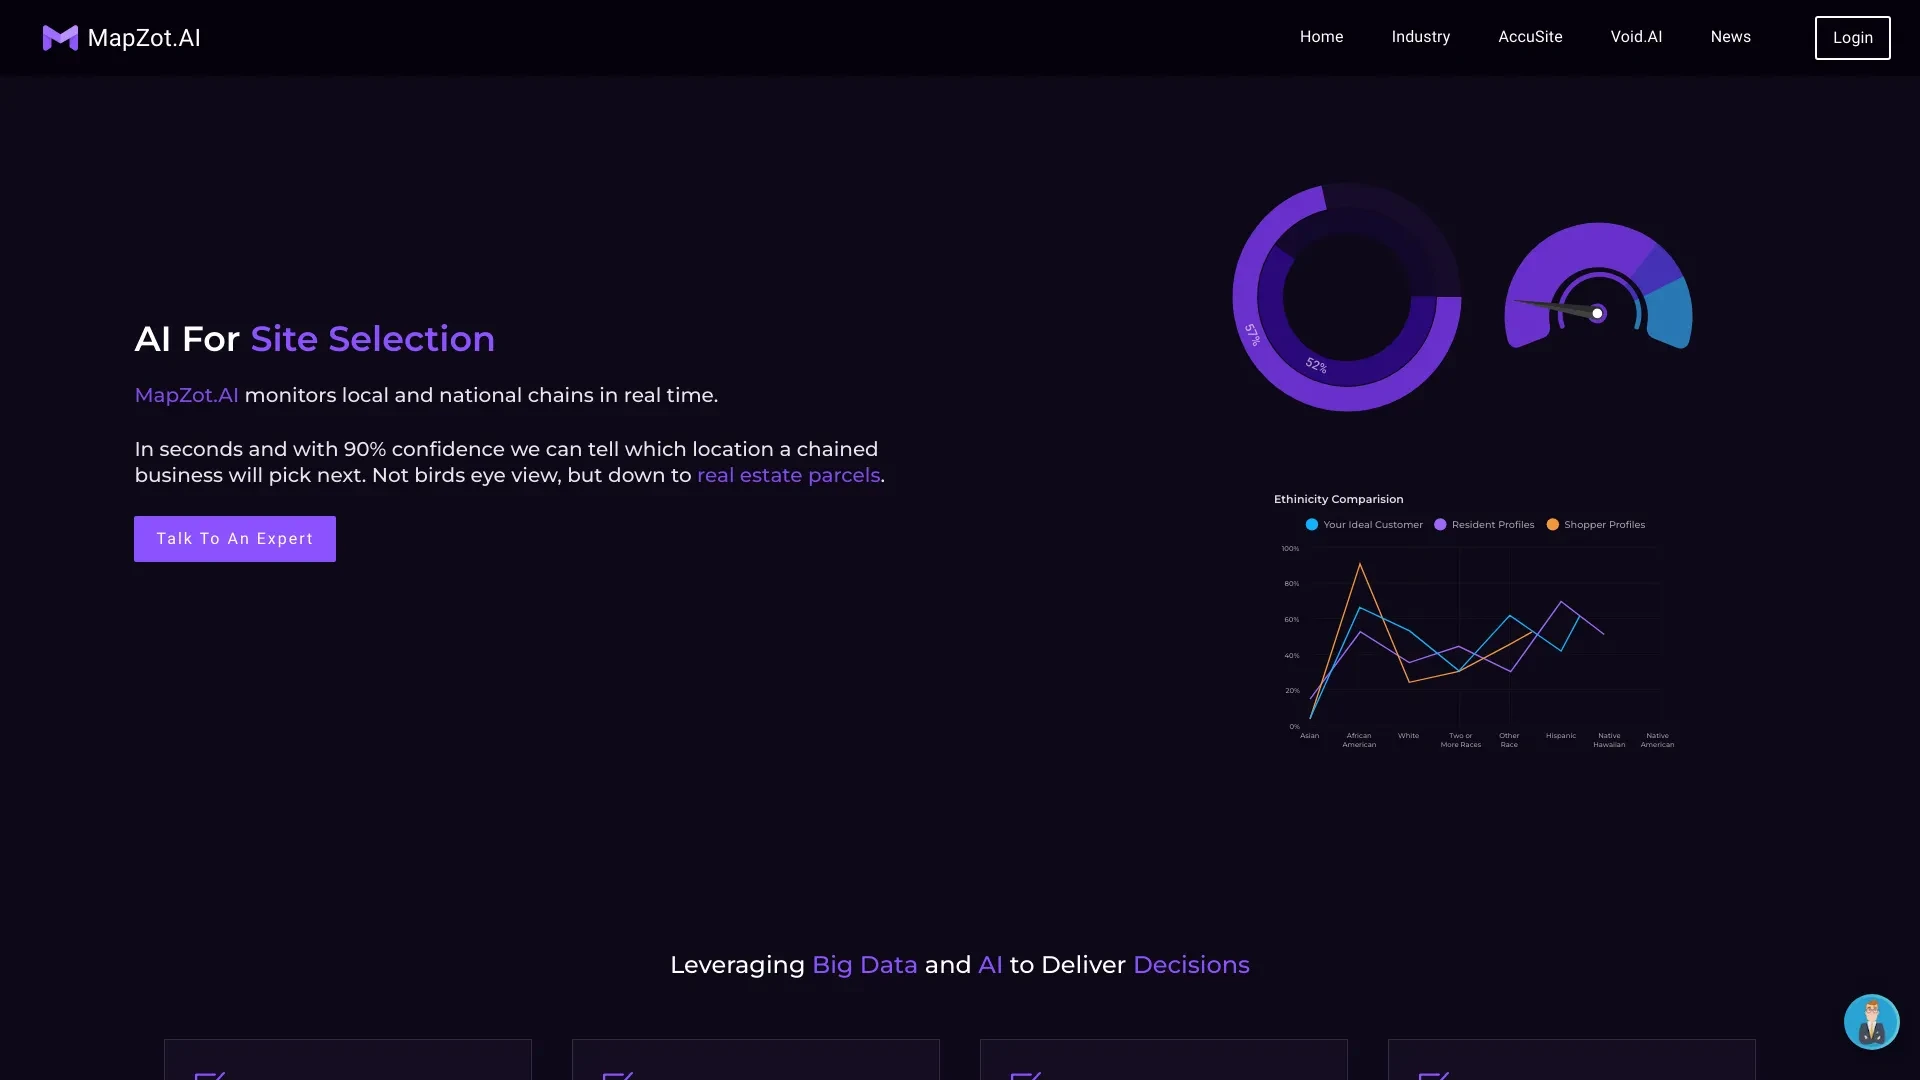 MapZot.AI
Home
Industry
AccuSite
Void.AI
News
Login
AI For Site Selection
MapZot.AI monitors local and national chains in real time.
In seconds and with 90% confidence we can tell which location a chained
business will pick next. Not birds eye view, but down to real estate parcels.
Talk To An Expert
57%
52%
Ethinicity Comparision
Your Ideal Customer
Resident Profiles
Shopper Profiles
100%
80%
60%
40%
20%
0%
Asian
African
American
White
Two or
More Races
Other
Race
Hispanic
Native
Hawaiian
Native
American
Leveraging Big Data and AI to Deliver Decisions